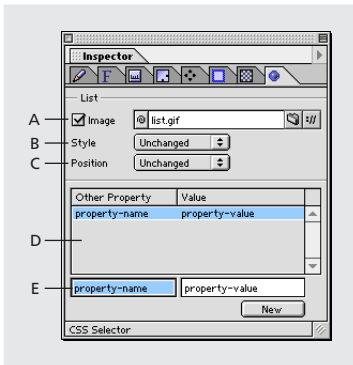 Inspector
F
List
A Image list.gif ://
B Style Unchanged
C Position Unchanged
Other Property Value
property-name property-value
D
E property-name property-value
New
CSS Selector